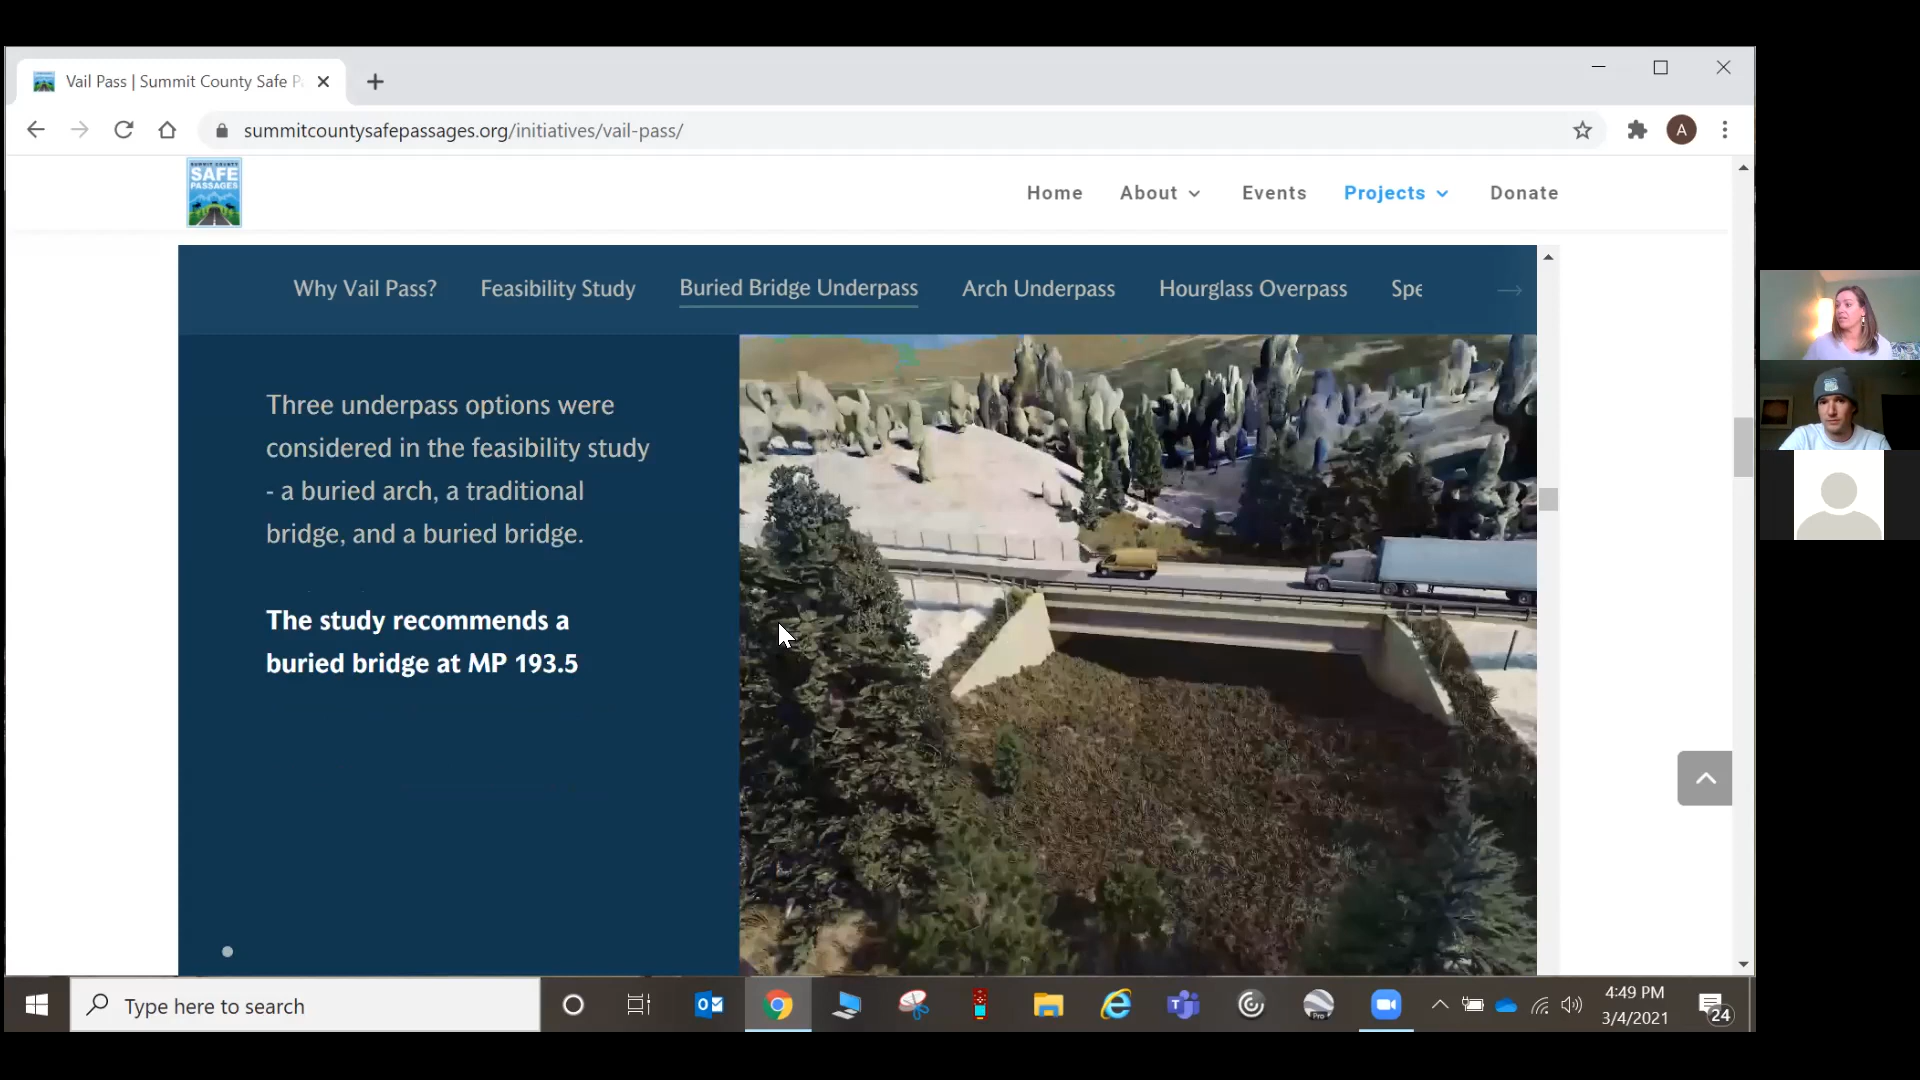 Vail Pass | Summit County Safe P
summitcountysafepassages.org/initiatives/vail-pass/
A
SUMMIT COUNTY
SAFE
PASSAGES
Home About Events Projects Donate
Why Vail Pass? Feasibility Study Buried Bridge Underpass Arch Underpass Hourglass Overpass Spe
Three underpass options were
considered in the feasibility study
- a buried arch, a traditional
bridge, and a buried bridge.
The study recommends a
buried bridge at MP 193.5
Type here to search
Pro
4:49 PM
3/4/2021
24